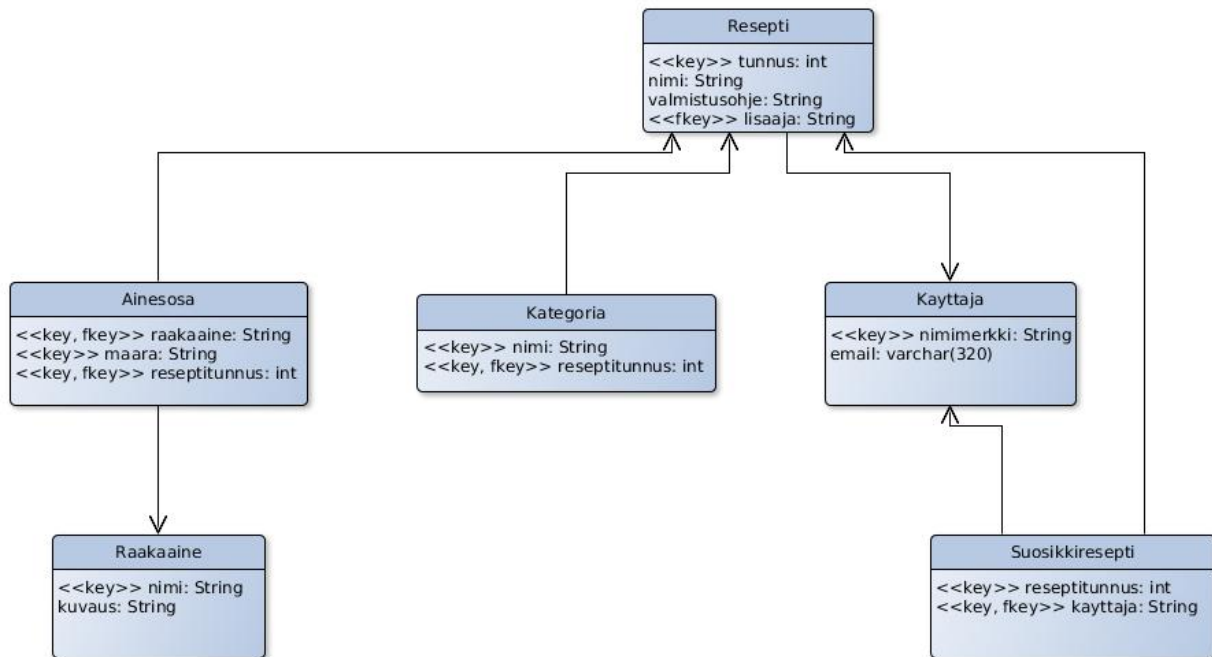 Resepti
<<key>> tunnus: int
nimi: String
valmistusohje: String
<<fkey>> lisaaja: String
Ainesosa
<<key, fkey>> raakaaine: String
<<key>> maara: String
<<key, fkey>> reseptitunnus: int
Kategoria
<<key>> nimi: String
<<key, fkey>> reseptitunnus: int
Kayttaja
<<key>> nimimerkki: String
email: varchar(320)
Raakaaine
<<key>> nimi: String
kuvaus: String
Suosikkiresepti
<<key>> reseptitunnus: int
<<key, fkey>> kayttaja: String